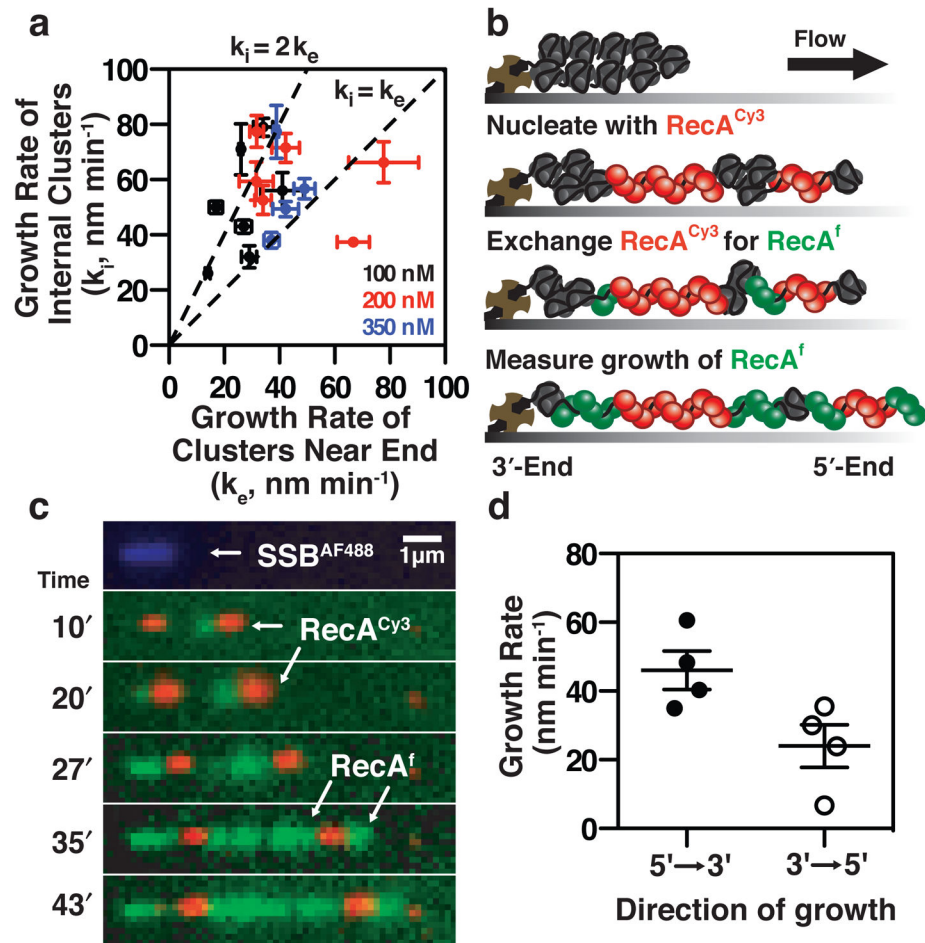 a
k_i = 2 k_e
k_i = k_e
Growth Rate of
Internal Clusters
(k_i, nm min⁻¹)
100
80
60
40
20
0
100 nM
200 nM
350 nM
0 20 40 60 80 100
Growth Rate of
Clusters Near End
(k_e, nm min⁻¹)
b
Flow
Nucleate with RecA^Cy3
Exchange RecA^Cy3 for RecA^f
Measure growth of RecA^f
3′-End 5′-End
c
Time
SSB^AF488
1µm
10′
RecA^Cy3
20′
27′
RecA^f
35′
43′
d
Growth Rate
(nm min⁻¹)
80
60
40
20
0
5'→3' 3'→5'
Direction of growth